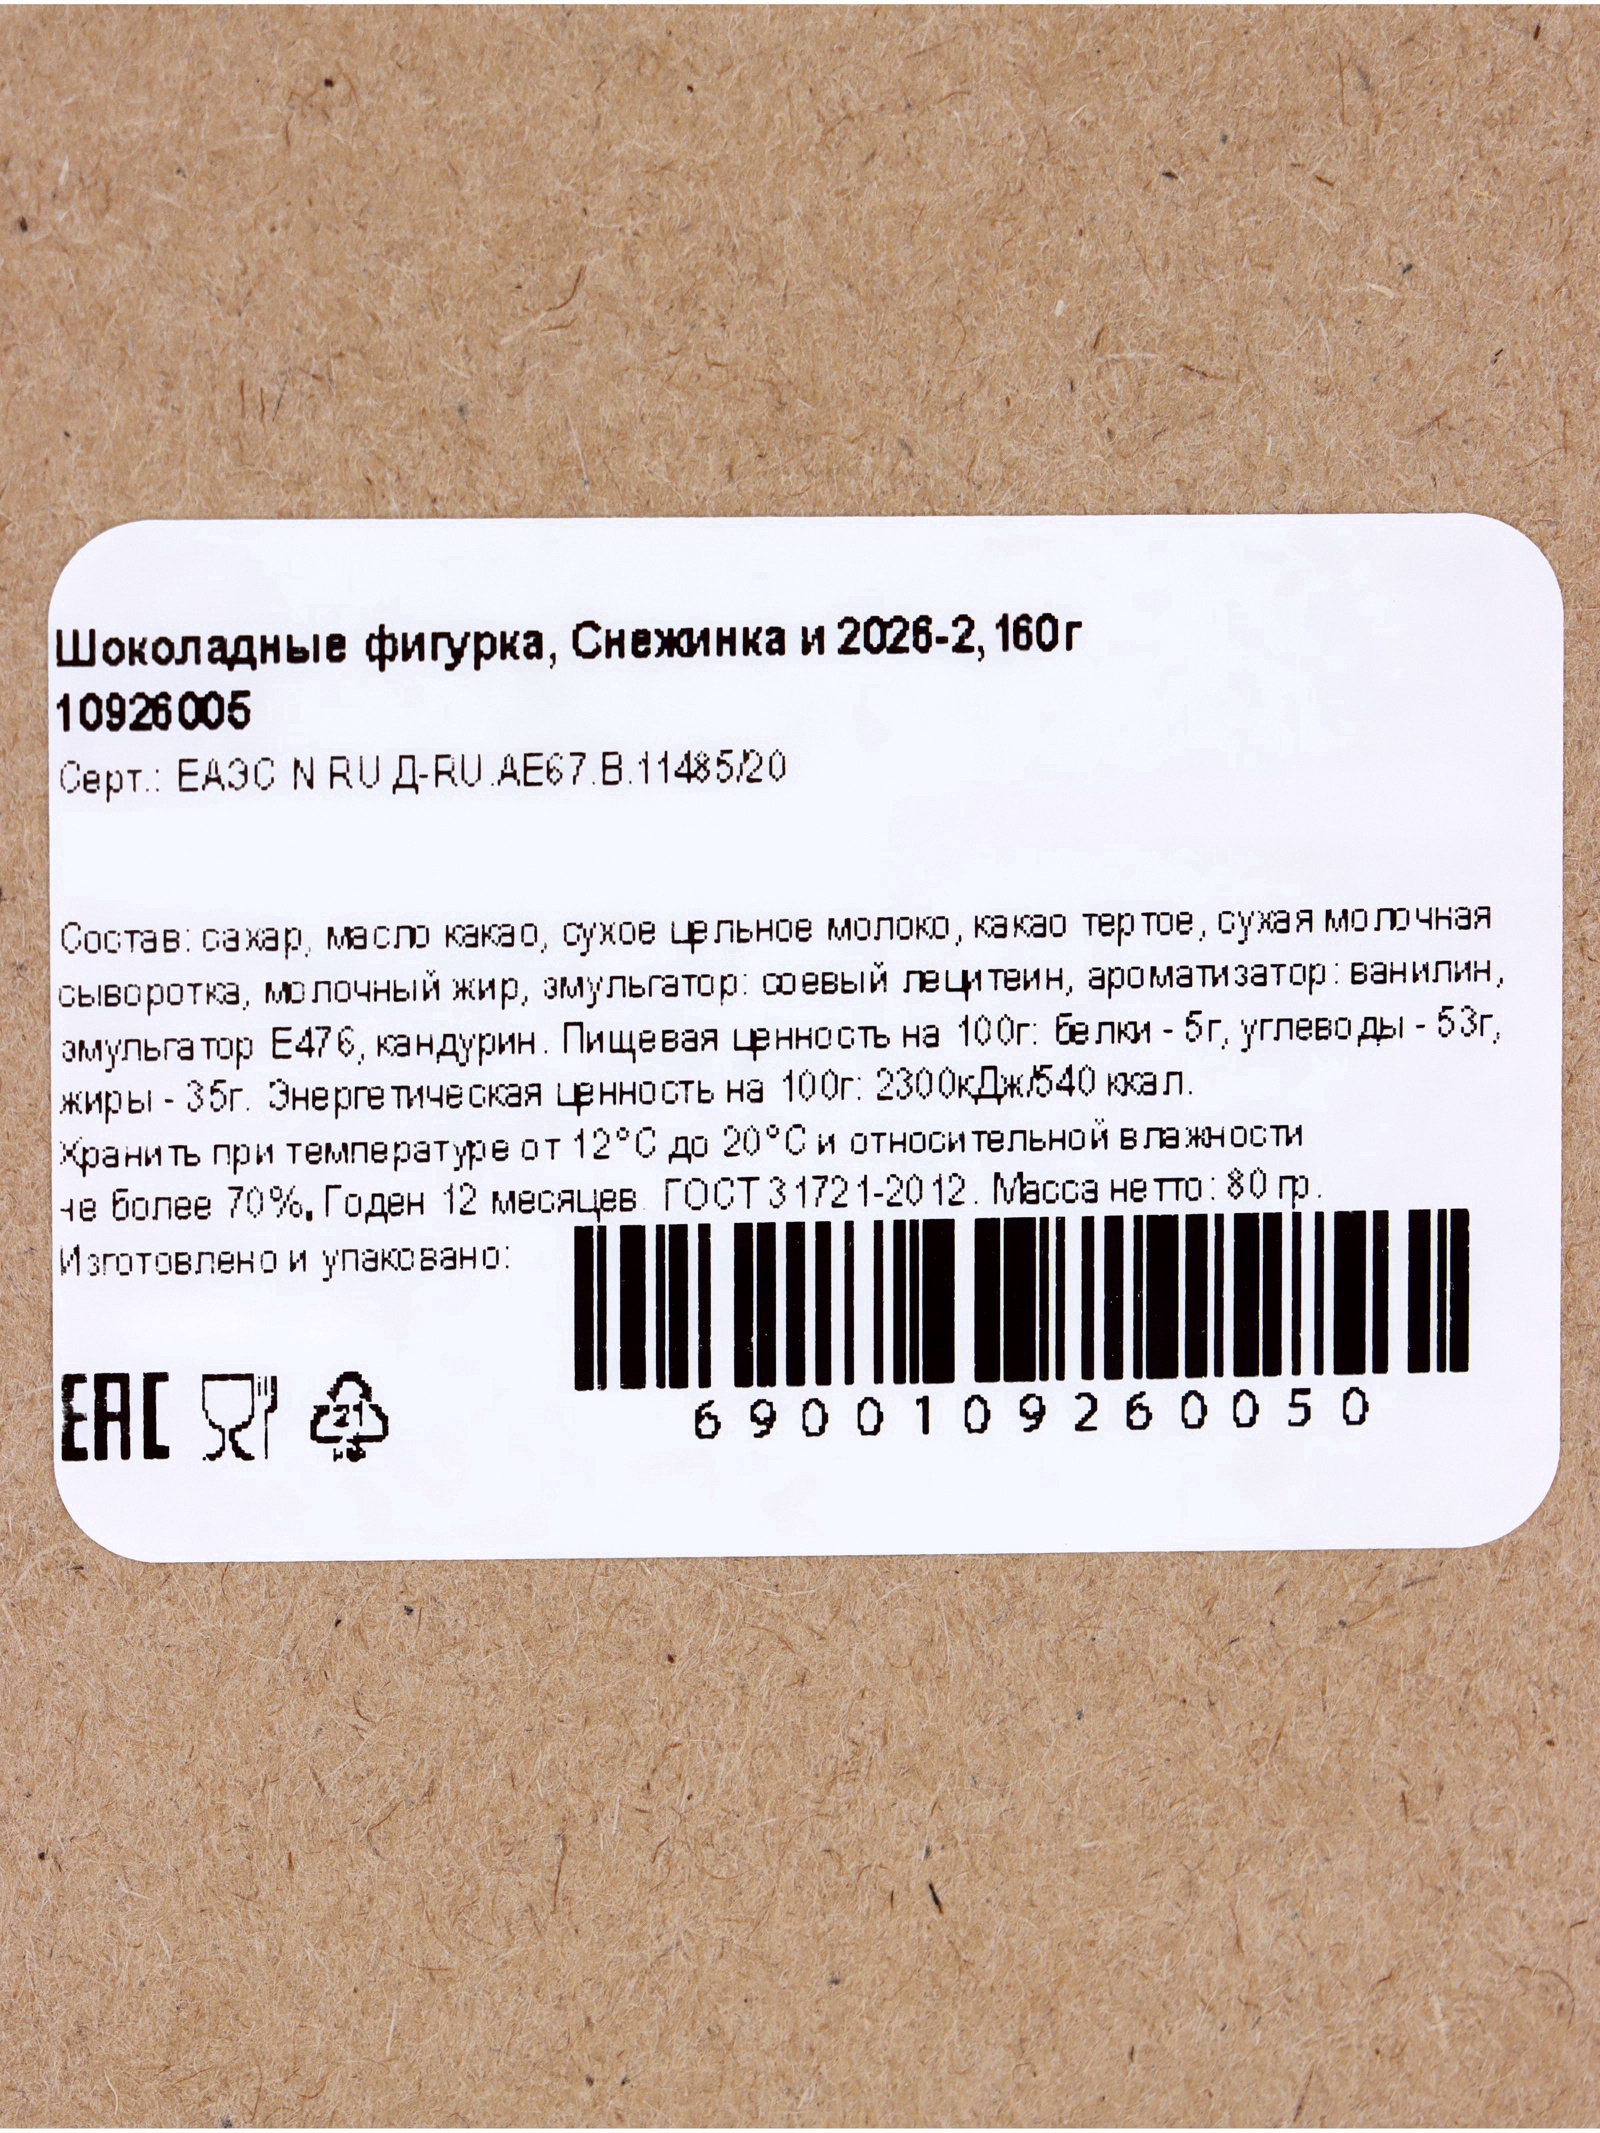 Шоколадные фигурка, Снежинка и 2026-2, 160г
10926005
Серт.: ЕАЭС N RU Д-RU.АЕ67.В.11485/20
Состав: сахар, масло какао, сухое цельное молоко, какао тертое, сухая молочная
сыворотка, молочный жир, эмульгатор: соевый лецитеин, ароматизатор: ванилин,
эмульгатор Е476, кандурин. Пищевая ценность на 100г: белки - 5г, углеводы - 53г,
жиры - 35г. Энергетическая ценность на 100г: 2300кДж/540 ккал.
Хранить при температуре от 12°С до 20°С и относительной влажности
не более 70%. Годен 12 месяцев. ГОСТ 31721-2012. Масса нетто: 80 гр.
Изготовлено и упаковано:
EAC
21
6900109260050